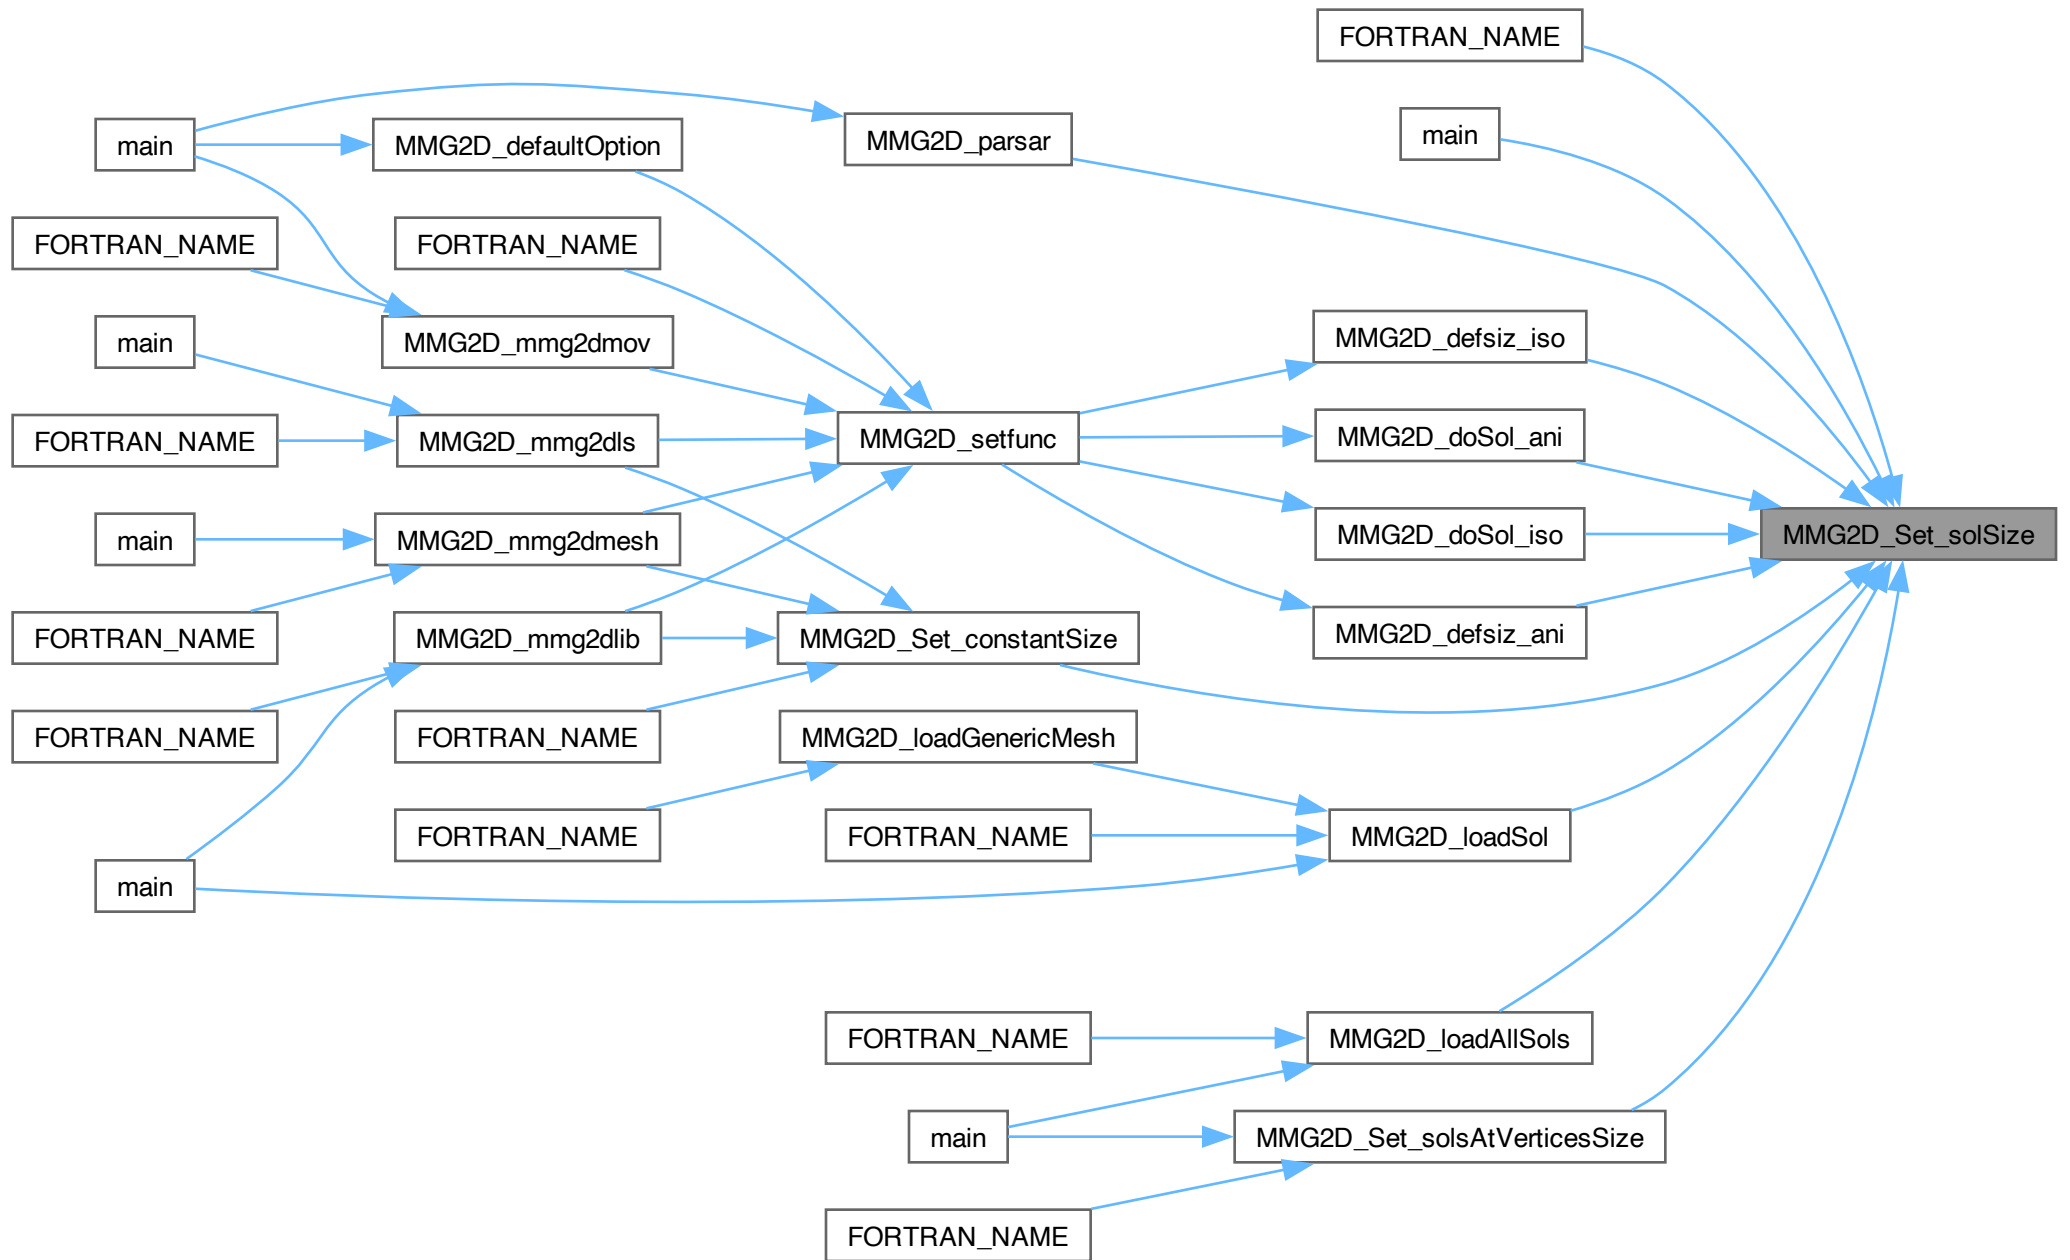 FORTRAN_NAME
main
main
MMG2D_defaultOption
MMG2D_parsar
FORTRAN_NAME
FORTRAN_NAME
main
MMG2D_mmg2dmov
MMG2D_defsiz_iso
FORTRAN_NAME
MMG2D_mmg2dls
MMG2D_setfunc
MMG2D_doSol_ani
main
MMG2D_mmg2dmesh
MMG2D_doSol_iso
MMG2D_Set_solSize
FORTRAN_NAME
MMG2D_mmg2dlib
MMG2D_Set_constantSize
MMG2D_defsiz_ani
FORTRAN_NAME
FORTRAN_NAME
MMG2D_loadGenericMesh
FORTRAN_NAME
FORTRAN_NAME
MMG2D_loadSol
main
FORTRAN_NAME
MMG2D_loadAllSols
main
MMG2D_Set_solsAtVerticesSize
FORTRAN_NAME